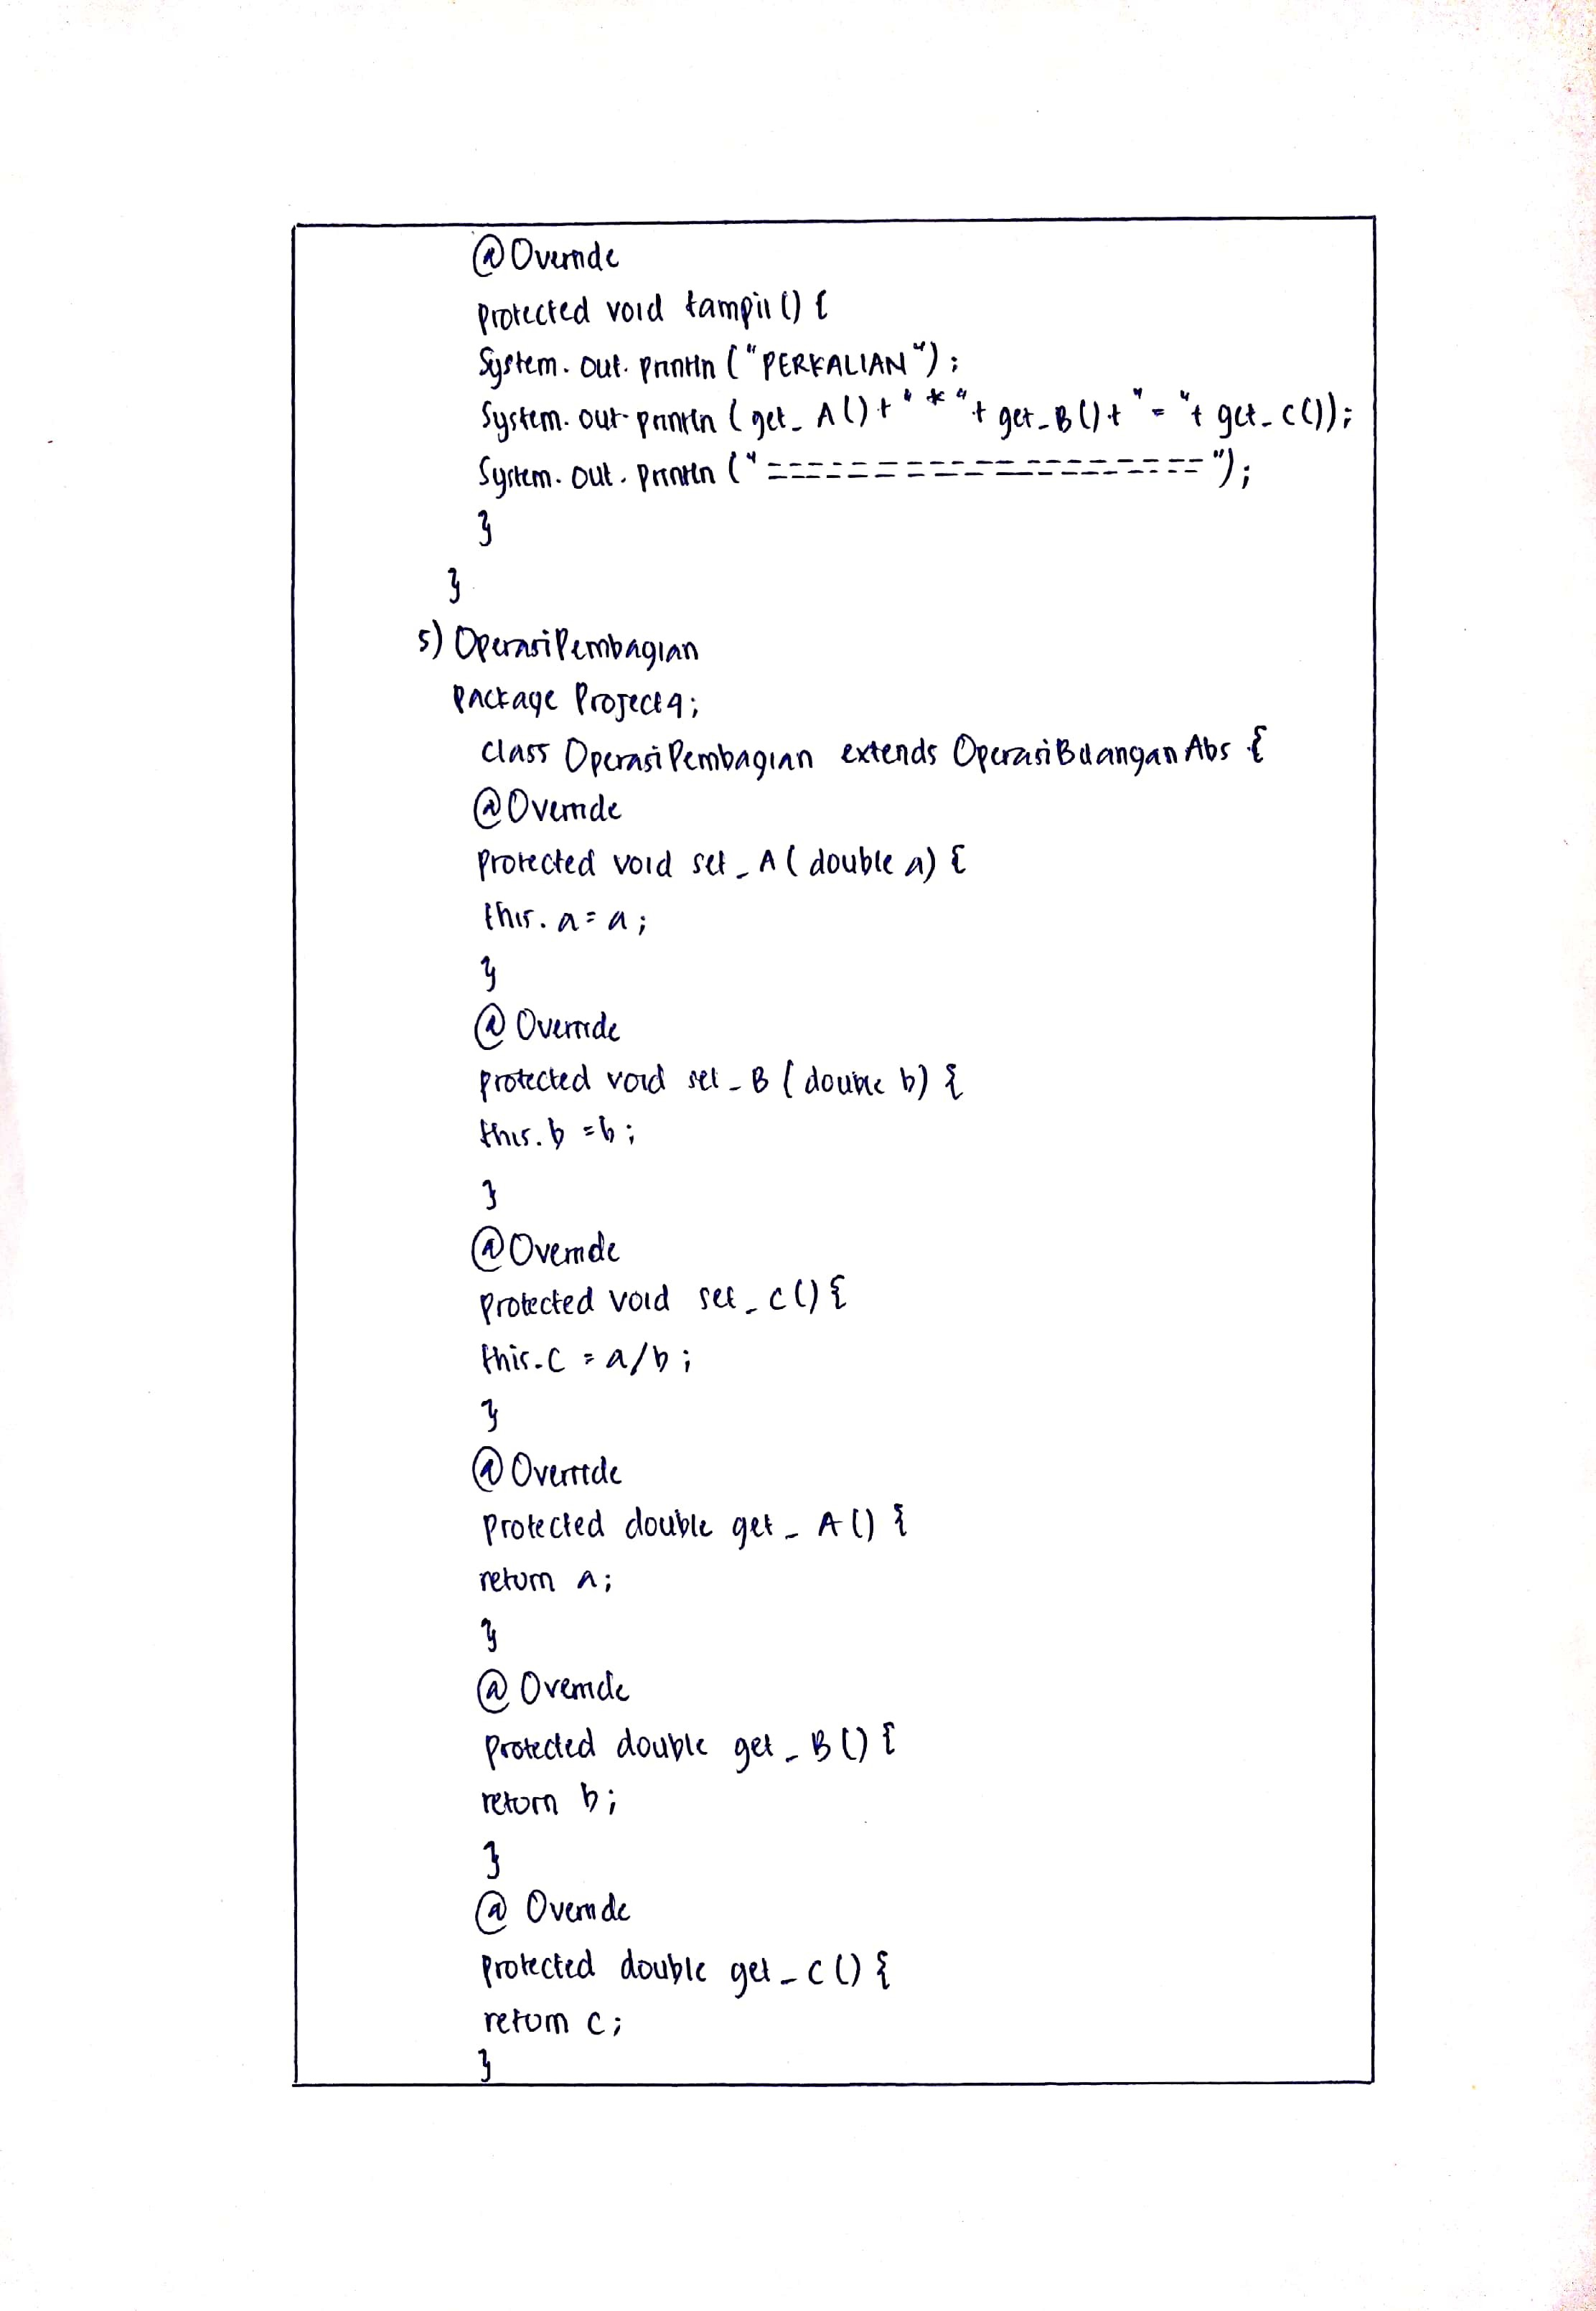 @Override
protected void tampil() {
System.out.println ("PERKALIAN");
System.out.println (get_A()+" * "+ get_B()+" = "+ get_C());
System.out.println ("====================");
}
}
5) OperasiPembagian
package Project4;
class OperasiPembagian extends OperasiBilanganAbs {
@Override
protected void set_A(double a) {
this.a = a;
}
@Override
protected void set_B (double b) {
this.b = b;
}
@Override
protected void set_C() {
this.C = a/b;
}
@Override
protected double get_A() {
return a;
}
@Override
protected double get_B() {
return b;
}
@Override
protected double get_C() {
return c;
}